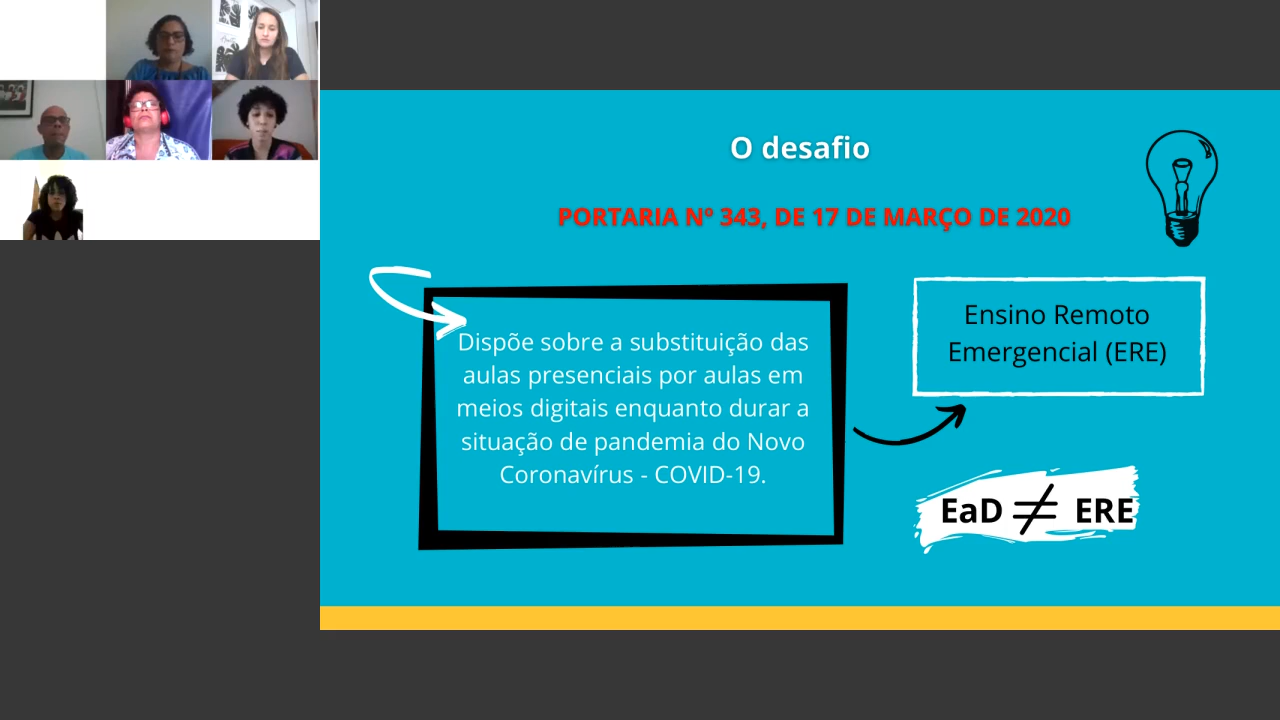 O desafio
PORTARIA Nº 343, DE 17 DE MARÇO DE 2020
Dispõe sobre a substituição das
aulas presenciais por aulas em
meios digitais enquanto durar a
situação de pandemia do Novo
Coronavírus - COVID-19.
Ensino Remoto
Emergencial (ERE)
EaD ≠ ERE